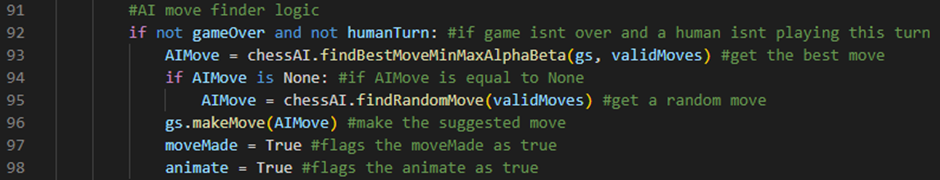 91 #AI move finder logic
92 if not gameOver and not humanTurn: #if game isnt over and a human isnt playing this turn
93 AIMove = chessAI.findBestMoveMinMaxAlphaBeta(gs, validMoves) #get the best move
94 if AIMove is None: #if AIMove is equal to None
95 AIMove = chessAI.findRandomMove(validMoves) #get a random move
96 gs.makeMove(AIMove) #make the suggested move
97 moveMade = True #flags the moveMade as true
98 animate = True #flags the animate as true